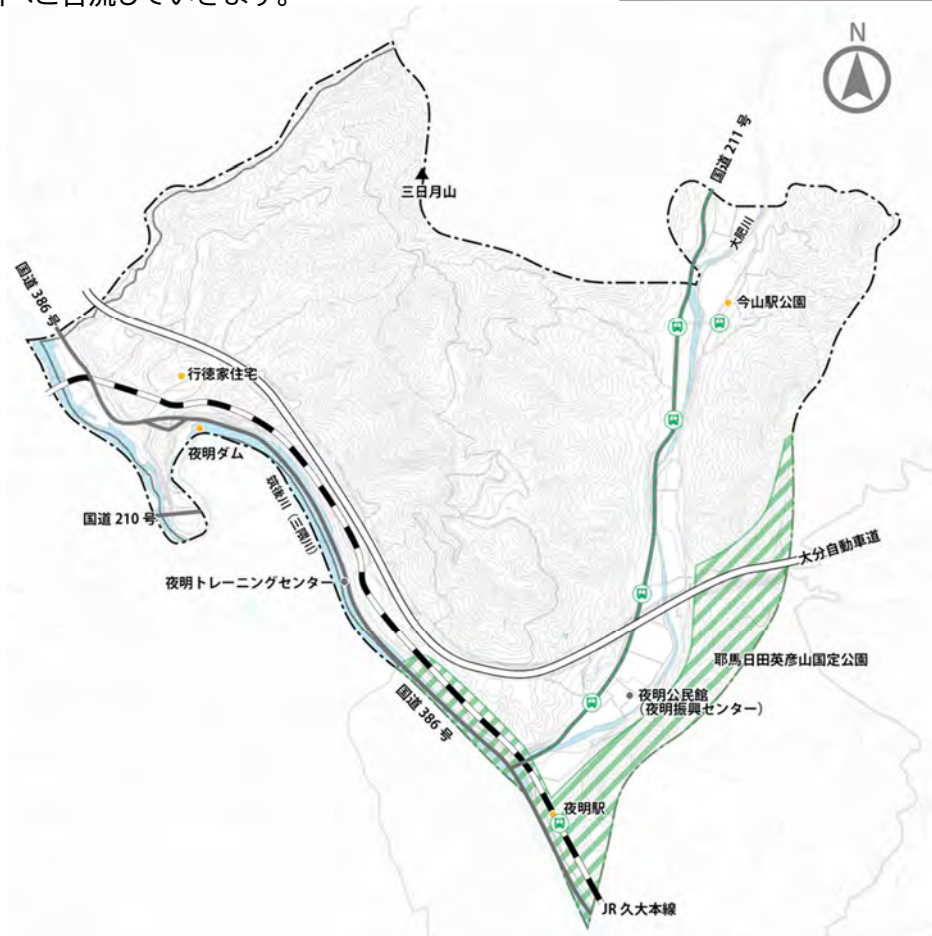 へと合流していきます。
N
国道 211 号
三日月山
大肥川
国道 386 号
今山駅公園
行徳家住宅
夜明ダム
筑後川（三隈川）
国道 210 号
大分自動車道
夜明トレーニングセンター
耶馬日田英彦山国定公園
国道 386 号
夜明公民館
（夜明振興センター）
夜明駅
JR 久大本線